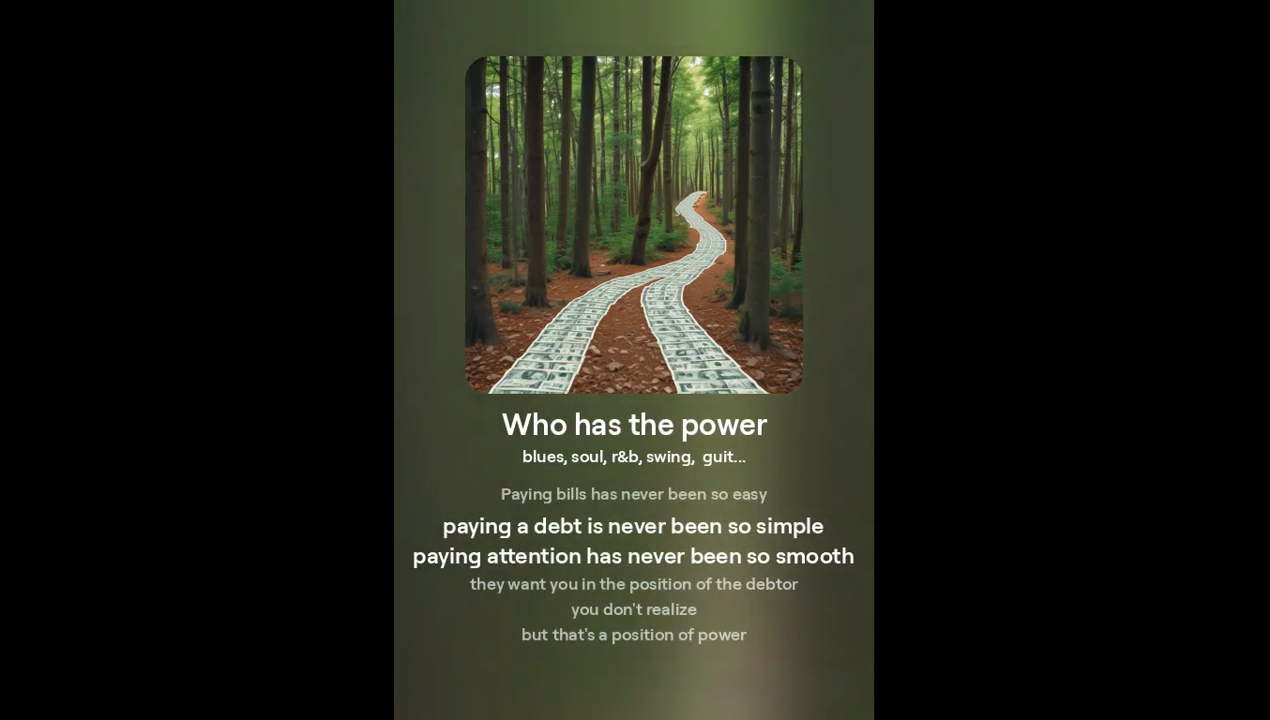 Who has the power
blues, soul, r&b, swing,  guit...
Paying bills has never been so easy
paying a debt is never been so simple
paying attention has never been so smooth
they want you in the position of the debtor
you don't realize
but that's a position of power